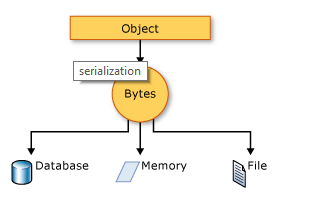 Object
serialization
Bytes
Database
Memory
File